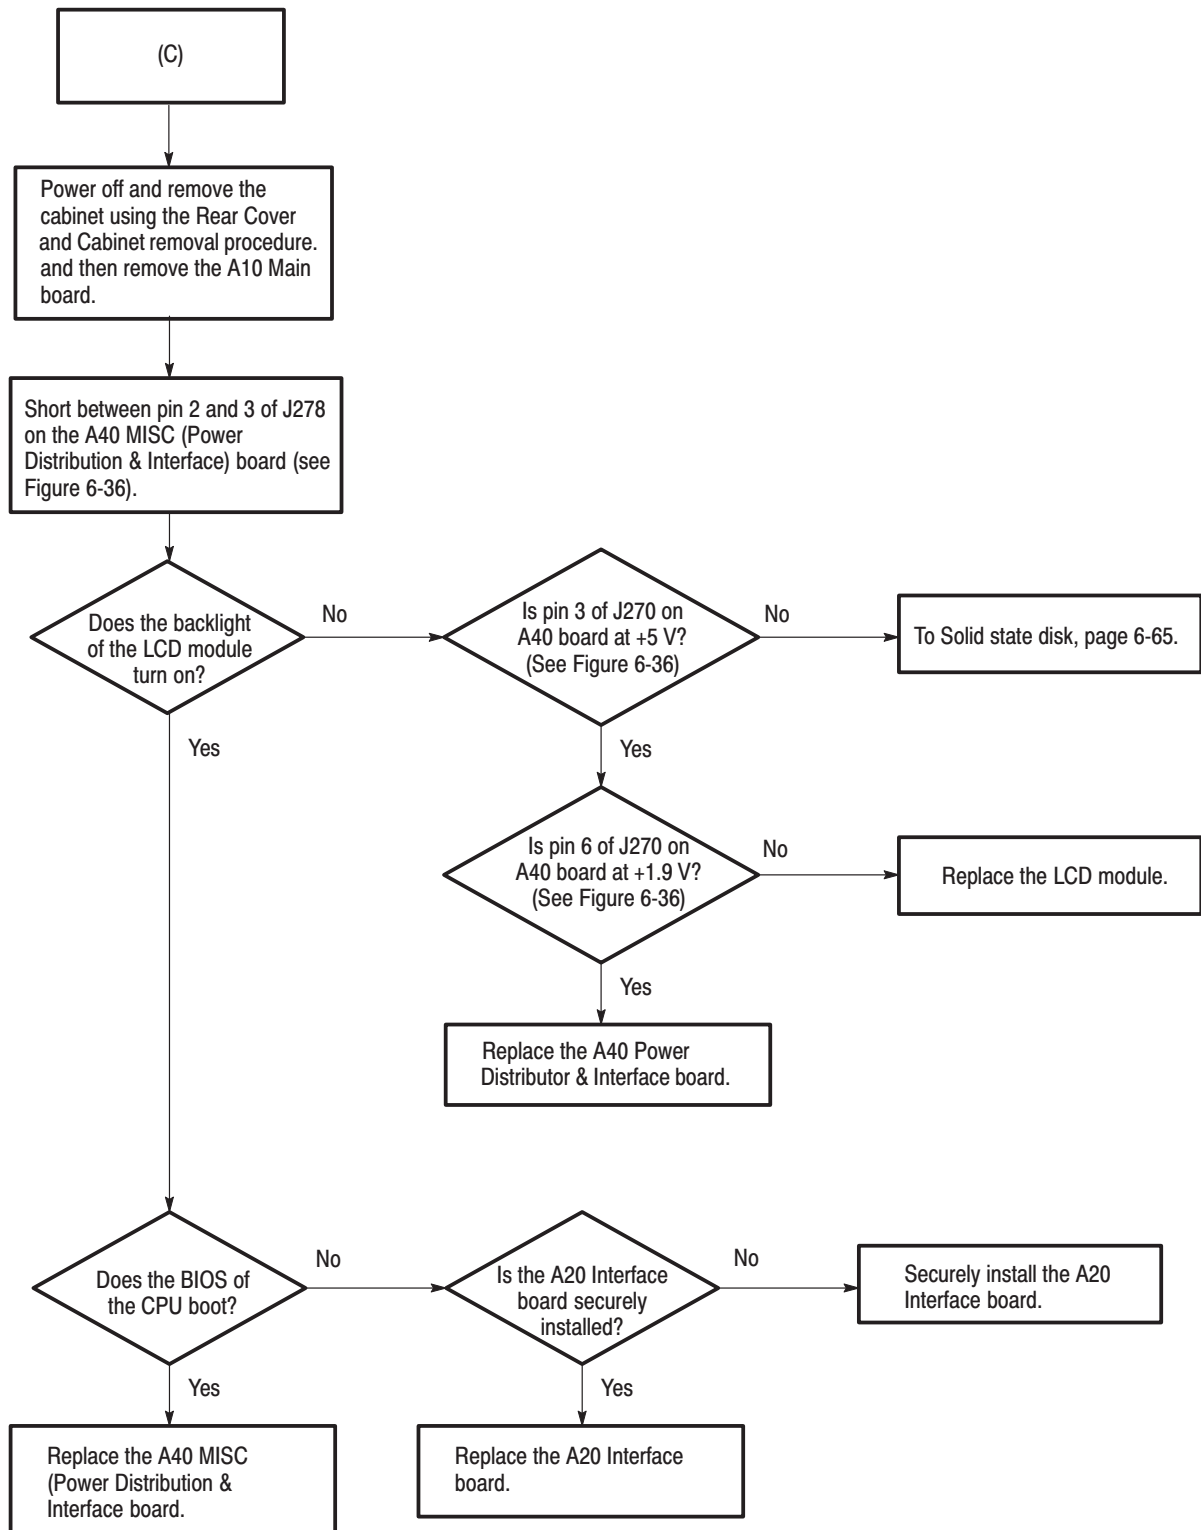 (C)
Power off and remove the
cabinet using the Rear Cover
and Cabinet removal procedure.
and then remove the A10 Main
board.
Short between pin 2 and 3 of J278
on the A40 MISC (Power
Distribution & Interface) board (see
Figure 6-36).
Does the backlight
of the LCD module
turn on?
No
Is pin 3 of J270 on
A40 board at +5 V?
(See Figure 6-36)
No
To Solid state disk, page 6-65.
Yes
Yes
Is pin 6 of J270 on
A40 board at +1.9 V?
(See Figure 6-36)
No
Replace the LCD module.
Yes
Replace the A40 Power
Distributor & Interface board.
Does the BIOS of
the CPU boot?
No
Is the A20 Interface
board securely
installed?
No
Securely install the A20
Interface board.
Yes
Yes
Replace the A40 MISC
(Power Distribution &
Interface board.
Replace the A20 Interface
board.